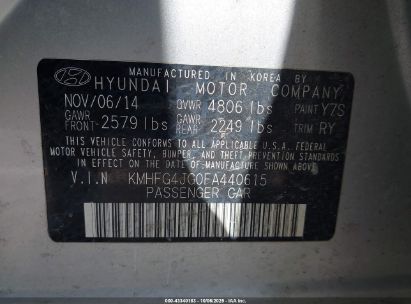 MANUFACTURED IN KOREA BY
HYUNDAI MOTOR COMPANY
NOV/06/14 GVWR 4806 lbs PAINT Y7S
GAWR FRONT 2579 lbs GAWR REAR 2249 lbs TRIM RY
THIS VEHICLE CONFORMS TO ALL APPLICABLE U.S. FEDERAL
MOTOR VEHICLE SAFETY, BUMPER, AND THEFT PREVENTION
STANDARDS IN EFFECT ON THE DATE OF MANUFACTURE SHOWN ABOVE.
V.I.N KMHFG4JG0FA440615
PASSENGER CAR